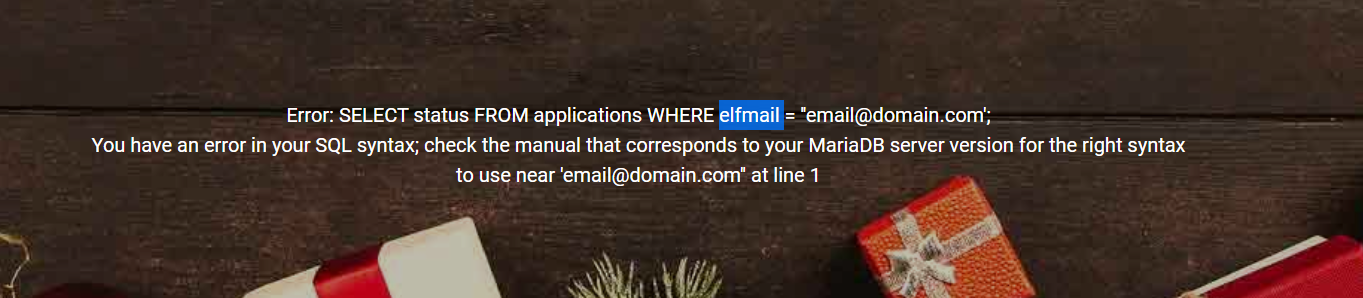 Error: SELECT status FROM applications WHERE elfmail = ''email@domain.com';
You have an error in your SQL syntax; check the manual that corresponds to your MariaDB server version for the right syntax
to use near 'email@domain.com'' at line 1